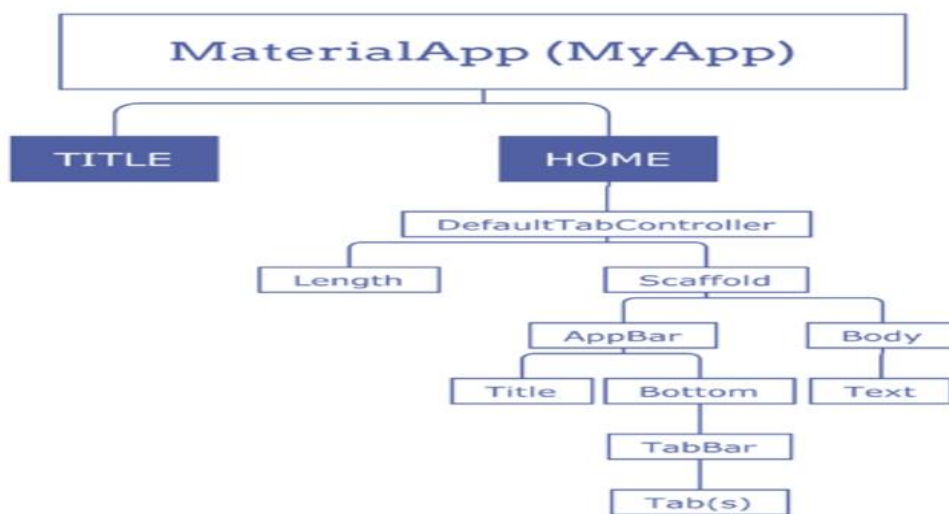 MaterialApp (MyApp)
TITLE
HOME
DefaultTabController
Length
Scaffold
AppBar
Body
Title
Bottom
Text
TabBar
Tab(s)